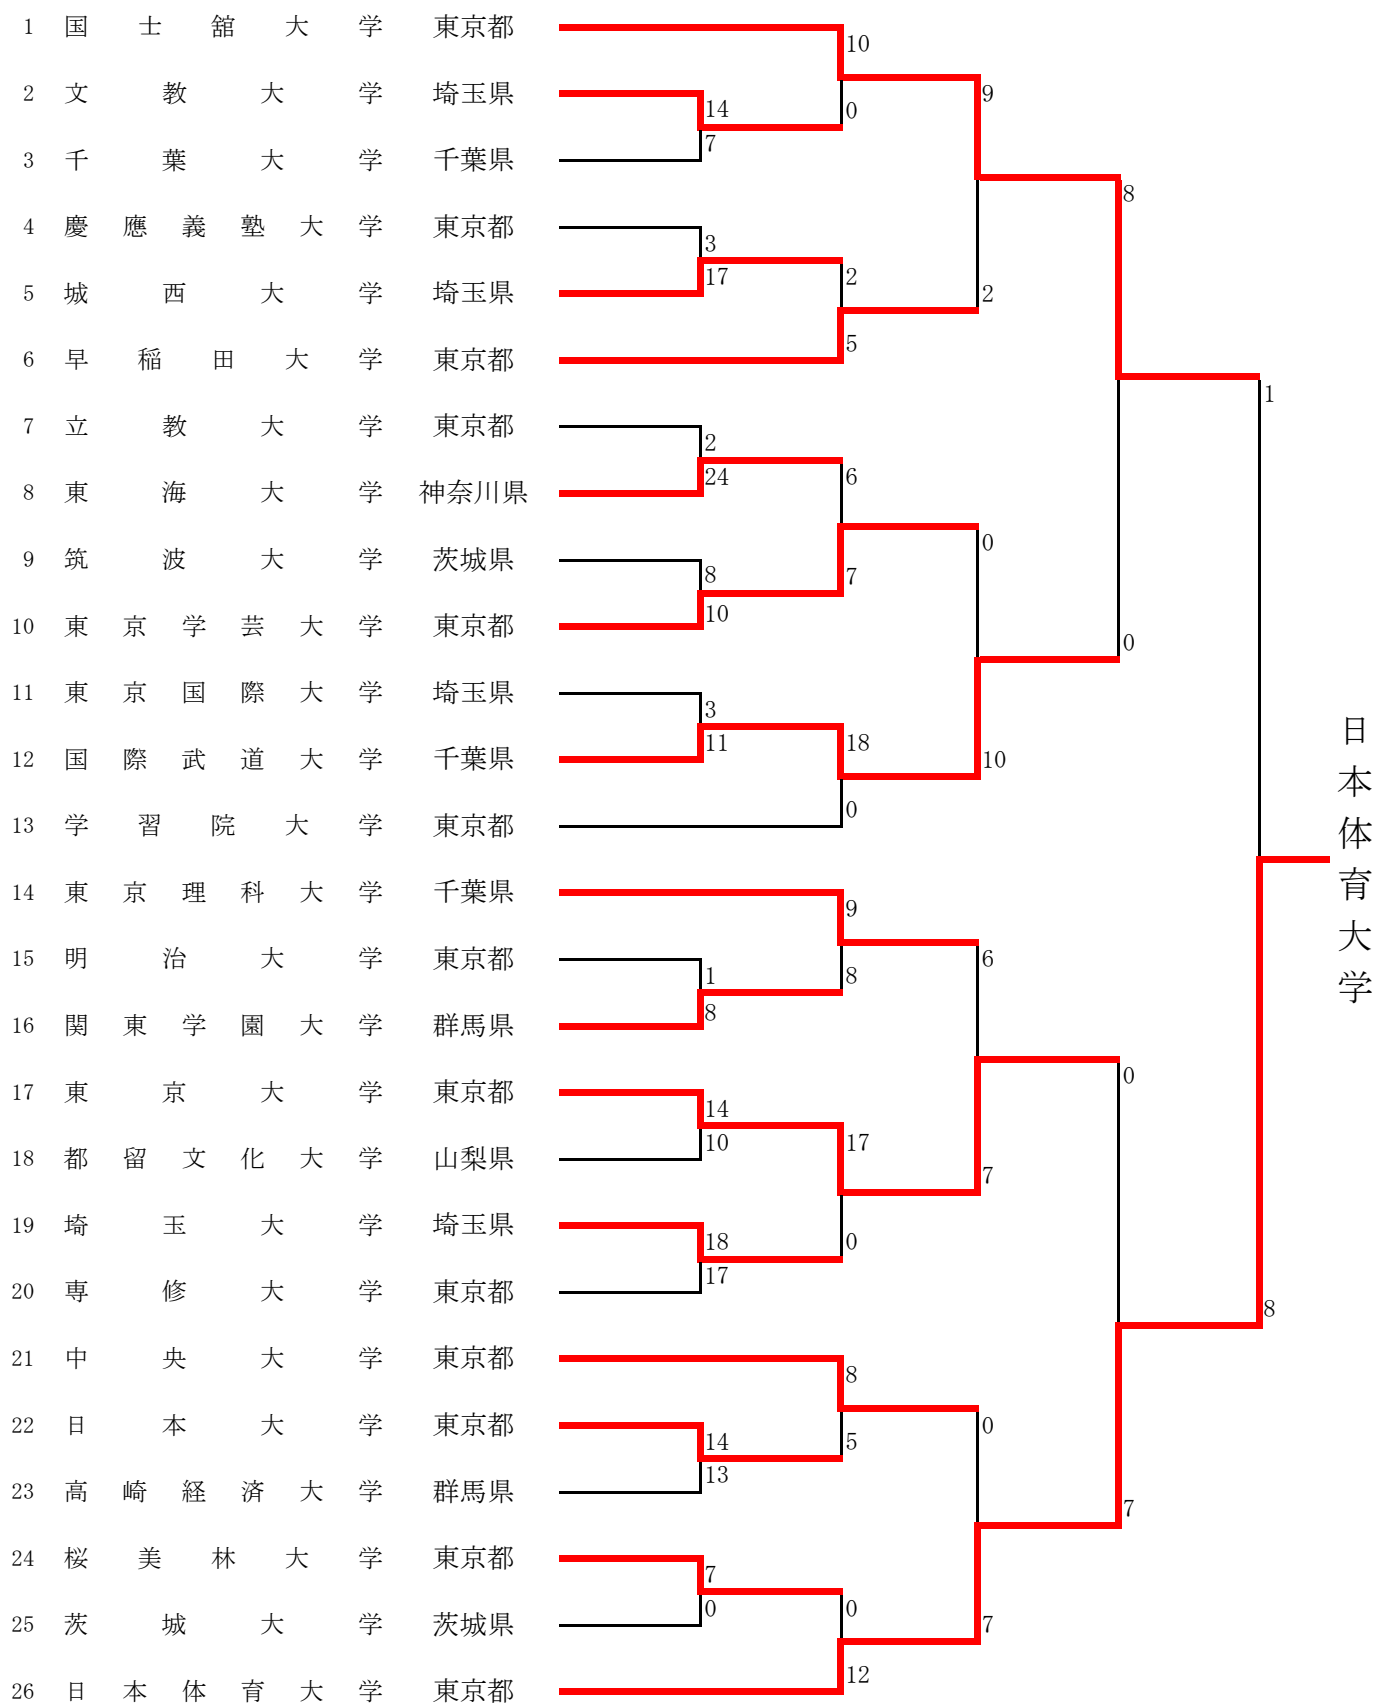 1 国士舘大学 東京都
10
2 文教大学 埼玉県
9
14
0
7
3 千葉大学 千葉県
8
4 慶應義塾大学 東京都
3
17
2
5 城西大学 埼玉県
2
5
6 早稲田大学 東京都
1
7 立教大学 東京都
2
24
6
8 東海大学 神奈川県
0
9 筑波大学 茨城県
8
7
10
10 東京学芸大学 東京都
0
11 東京国際大学 埼玉県
3
11
18
12 国際武道大学 千葉県
10
0
13 学習院大学 東京都
日本体育大学
14 東京理科大学 千葉県
9
15 明治大学 東京都
6
1
8
8
16 関東学園大学 群馬県
0
17 東京大学 東京都
14
10
17
18 都留文化大学 山梨県
7
19 埼玉大学 埼玉県
18
0
17
20 専修大学 東京都
8
21 中央大学 東京都
8
22 日本大学 東京都
0
14
5
13
23 高崎経済大学 群馬県
7
24 桜美林大学 東京都
7
0
0
25 茨城大学 茨城県
7
12
26 日本体育大学 東京都